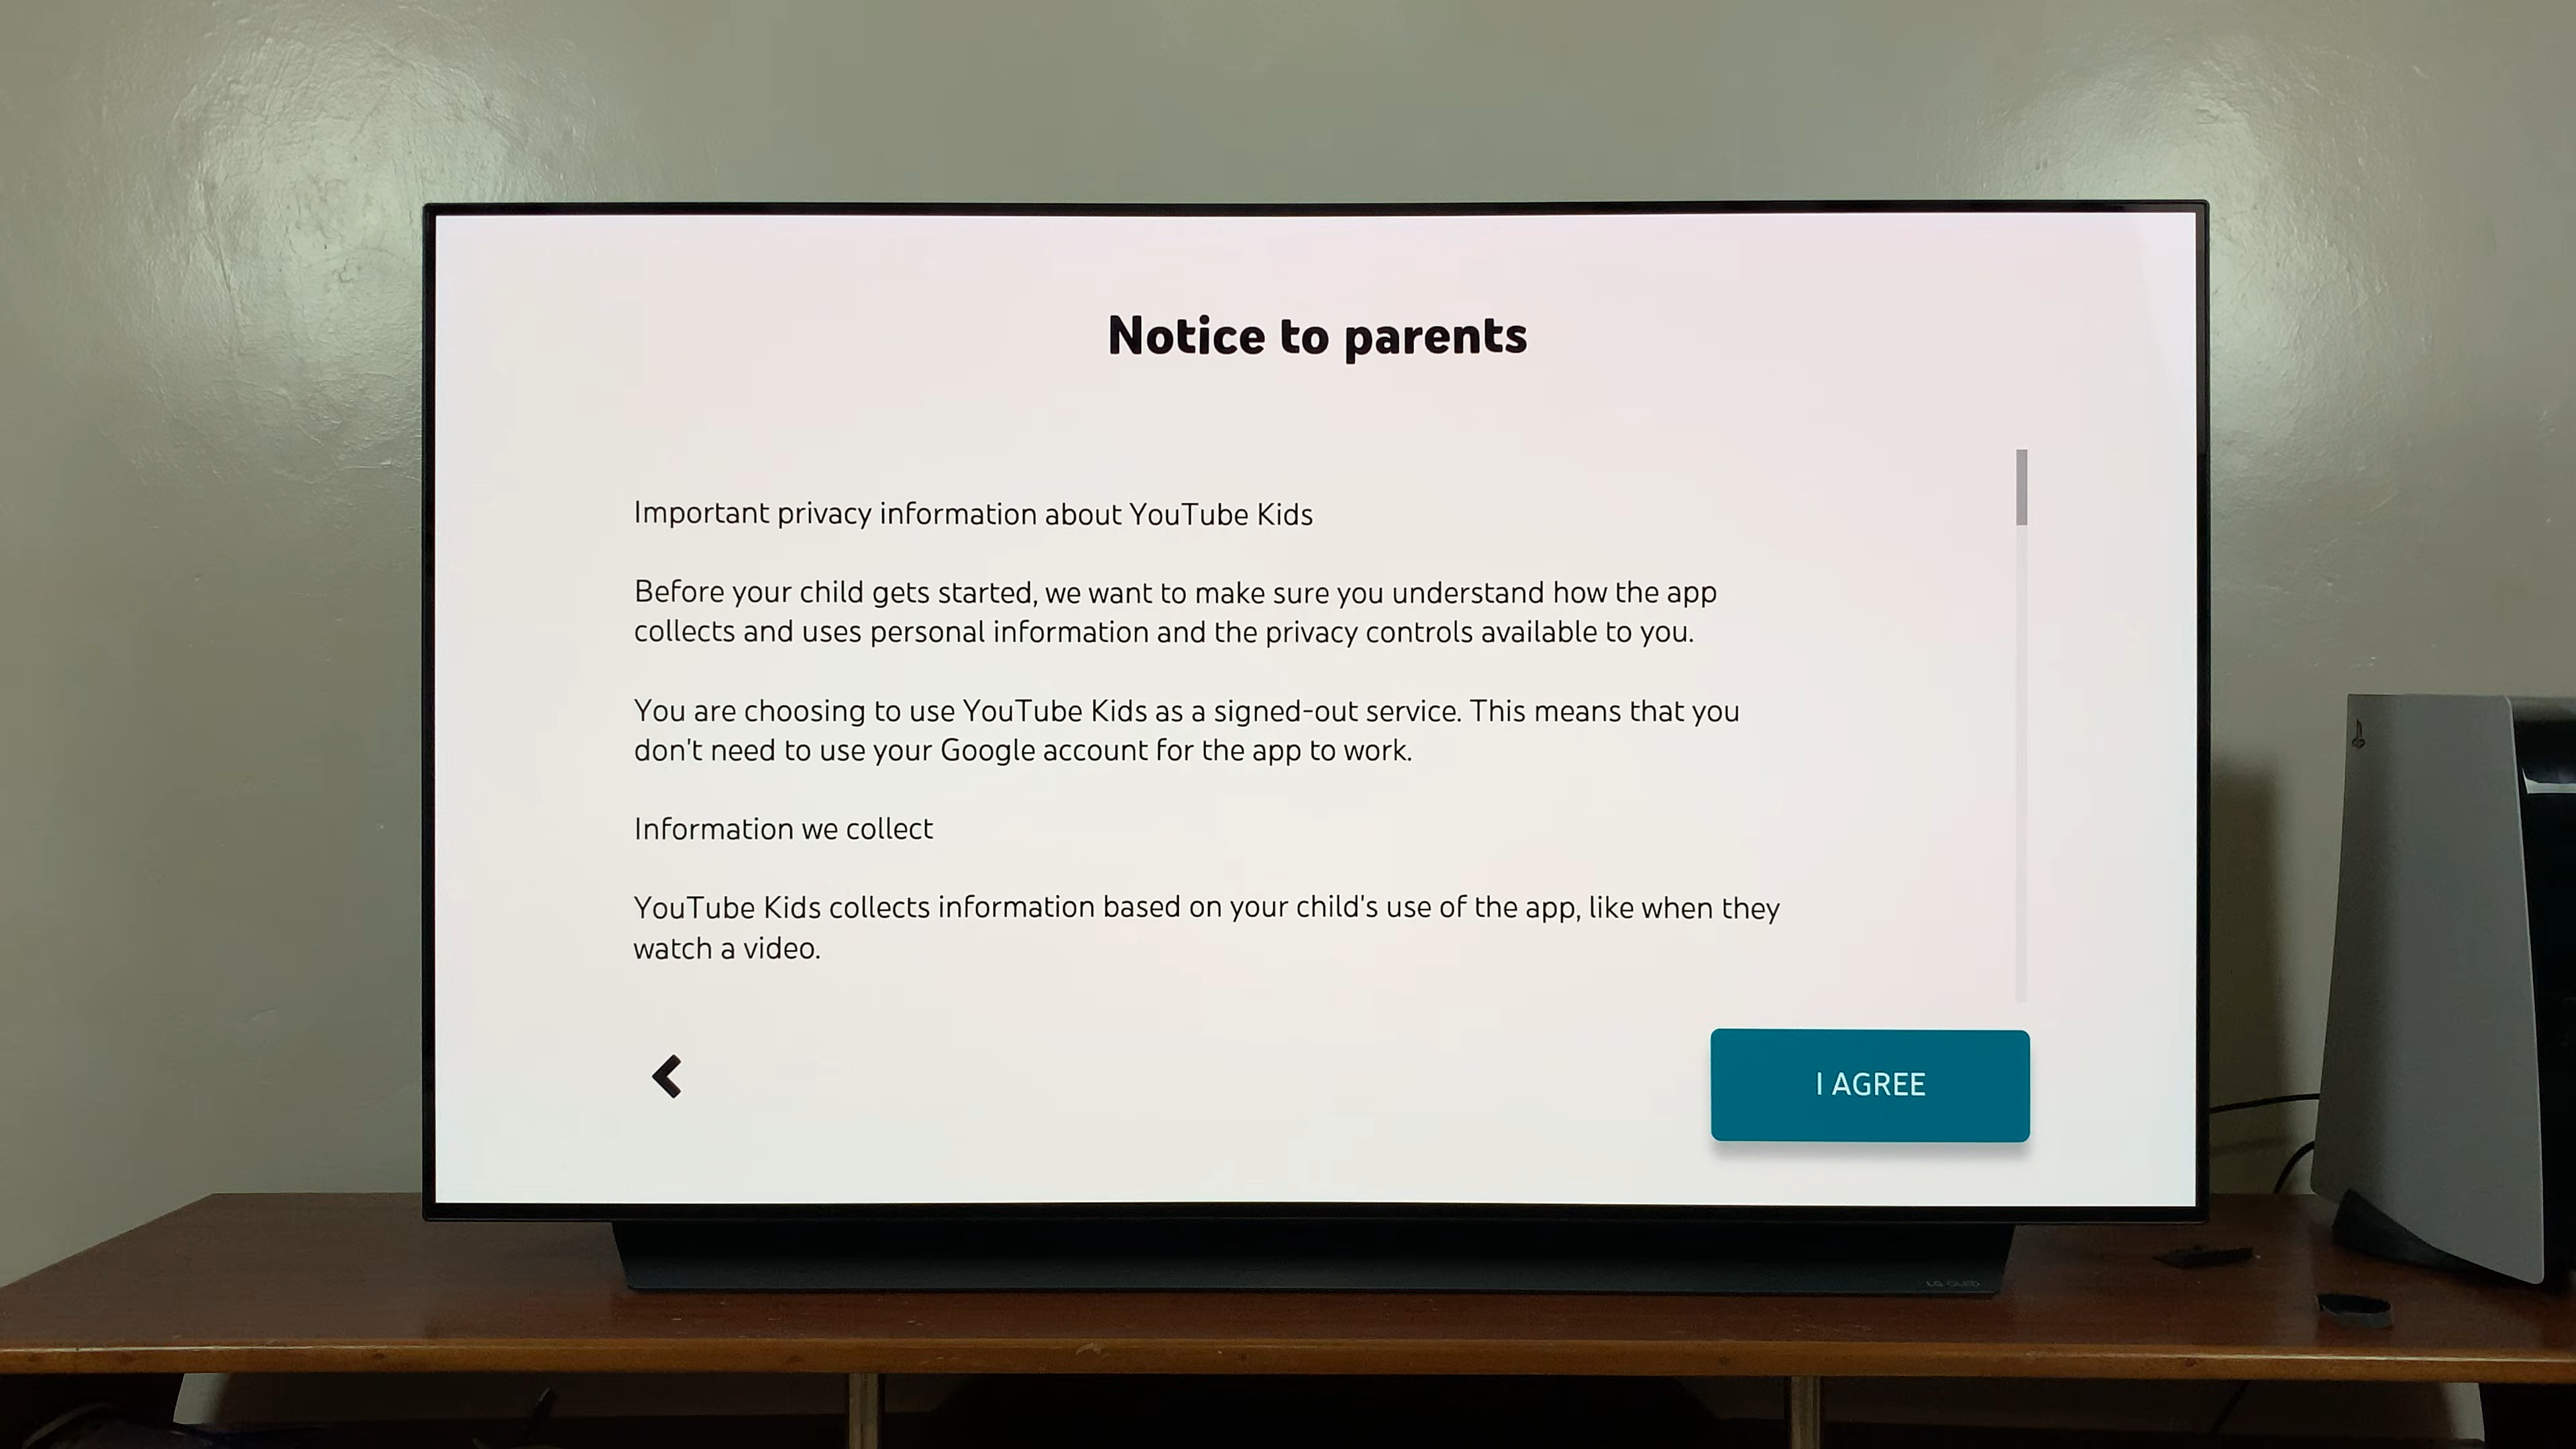 Notice to parents
Important privacy information about YouTube Kids
Before your child gets started, we want to make sure you understand how the app
collects and uses personal information and the privacy controls available to you.
You are choosing to use YouTube Kids as a signed-out service. This means that you
don't need to use your Google account for the app to work.
Information we collect
YouTube Kids collects information based on your child's use of the app, like when they
watch a video.
I AGREE
LG OLED